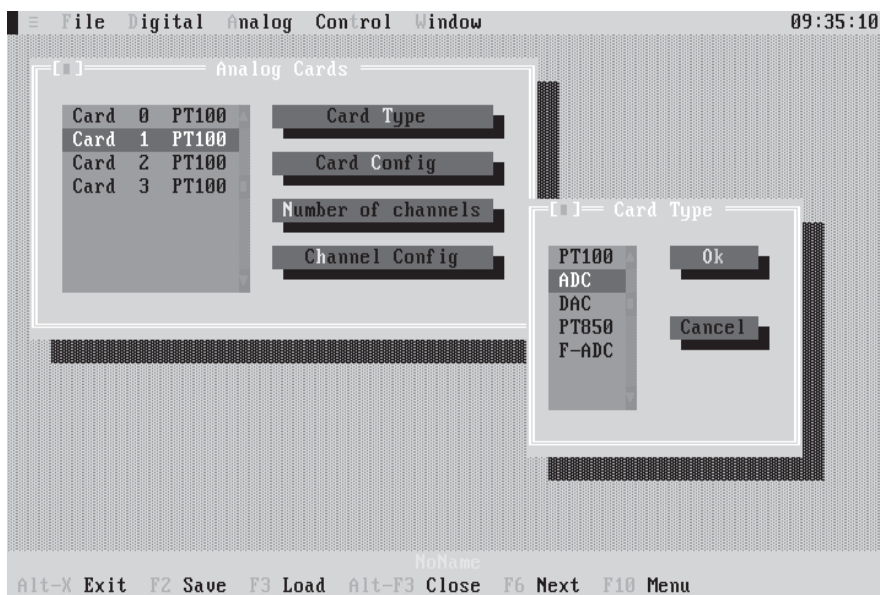 ≡ File Digital Analog Control Window 09:35:10
Analog Cards
Card 0 PT100
Card 1 PT100
Card 2 PT100
Card 3 PT100
Card Type
Card Config
Number of channels
Channel Config
Card Type
PT100
ADC
DAC
PT850
F-ADC
Ok
Cancel
NoName
Alt-X Exit F2 Save F3 Load Alt-F3 Close F6 Next F10 Menu